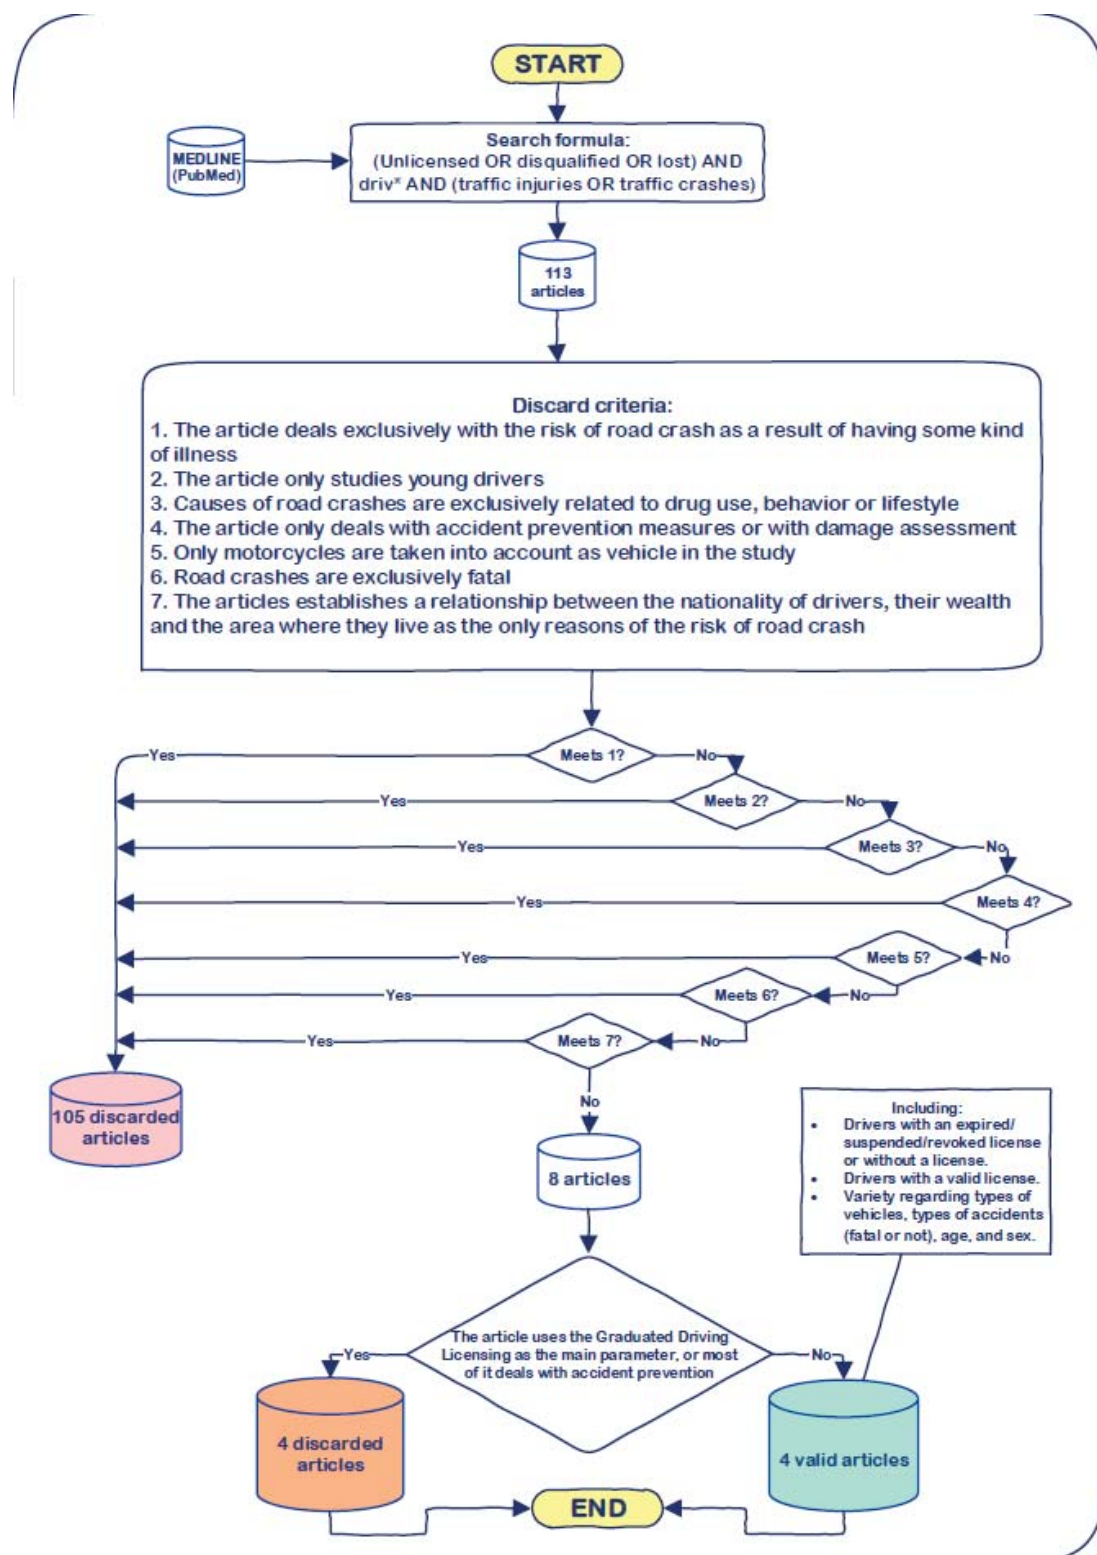 START
MEDLINE
(PubMed)
Search formula:
(Unlicensed OR disqualified OR lost) AND
driv* AND (traffic injuries OR traffic crashes)
113
articles
Discard criteria:
1. The article deals exclusively with the risk of road crash as a result of having some kind
of illness
2. The article only studies young drivers
3. Causes of road crashes are exclusively related to drug use, behavior or lifestyle
4. The article only deals with accident prevention measures or with damage assessment
5. Only motorcycles are taken into account as vehicle in the study
6. Road crashes are exclusively fatal
7. The articles establishes a relationship between the nationality of drivers, their wealth
and the area where they live as the only reasons of the risk of road crash
Yes
Meets 1?
No
Yes
Meets 2?
No
Yes
Meets 3?
No
Yes
Meets 4?
Yes
Meets 5?
No
Yes
Meets 6?
No
Yes
Meets 7?
No
No
105 discarded
articles
8 articles
Including:
• Drivers with an expired/
suspended/revoked license
or without a license.
• Drivers with a valid license.
• Variety regarding types of
vehicles, types of accidents
(fatal or not), age, and sex.
The article uses the Graduated Driving
Licensing as the main parameter, or most
of it deals with accident prevention
Yes
No
4 discarded
articles
4 valid articles
END